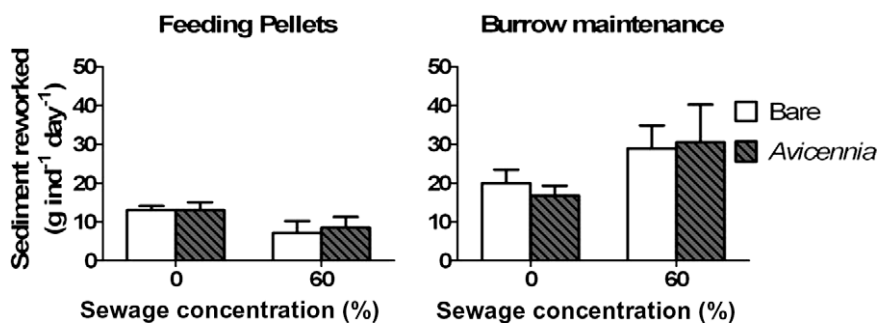 Feeding Pellets
Burrow maintenance
Sediment reworked
(g ind⁻¹ day⁻¹)
50
40
30
20
10
0
0
60
Sewage concentration (%)
50
40
30
20
10
0
0
60
Sewage concentration (%)
Bare
Avicennia